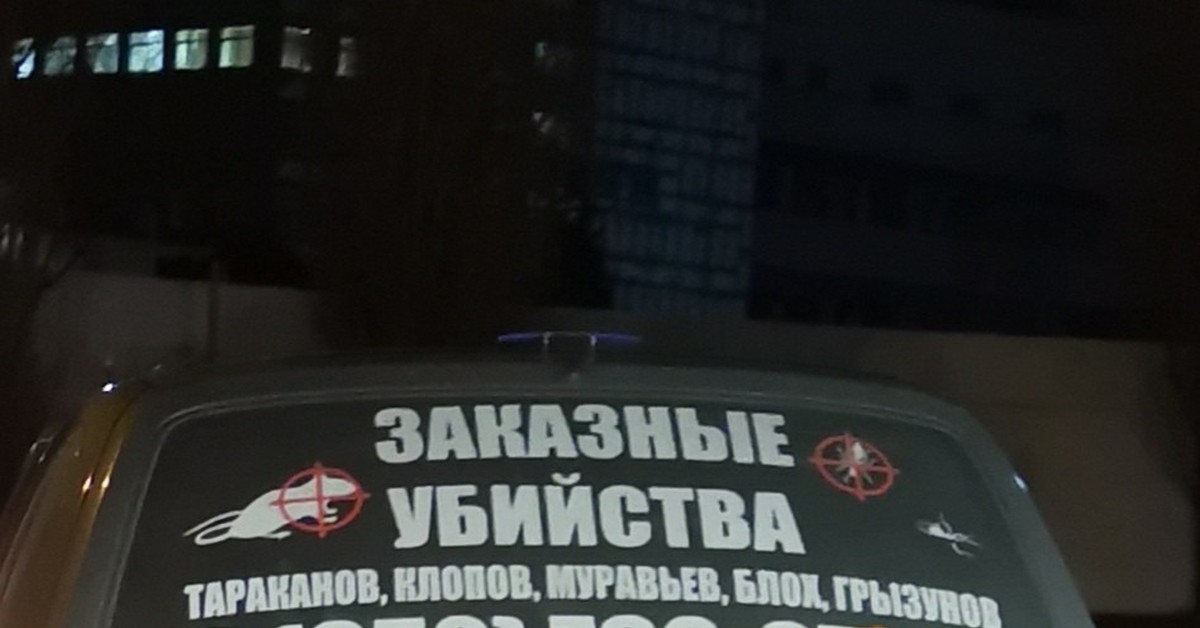 ЗАКАЗНЫЕ
УБИЙСТВА
ТАРАКАНОВ, КЛОПОВ, МУРАВЬЕВ, БЛОХ, ГРЫЗУНОВ